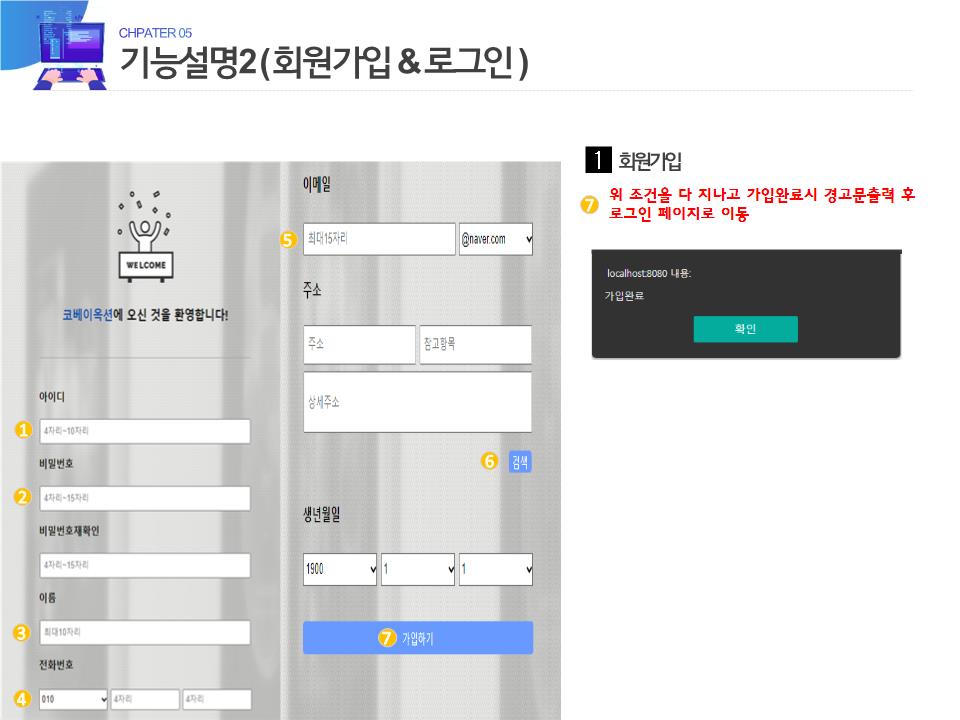 CHPATER 05
기능설명2(회원가입&로그인)
WELCOME
코베이옥션에 오신 것을 환영합니다!
아이디
1
4자리~10자리
비밀번호
2
4자리~15자리
비밀번호재확인
4자리~15자리
이름
3
최대10자리
전화번호
4
010
4자리
4자리
이메일
5
최대15자리
@naver.com
주소
주소
참고항목
상세주소
6
검색
생년월일
1900
1
1
7 가입하기
1 회원가입
7
위 조건을 다 지나고 가입완료시 경고문출력 후
로그인 페이지로 이동
localhost:8080 내용:
가입완료
확인